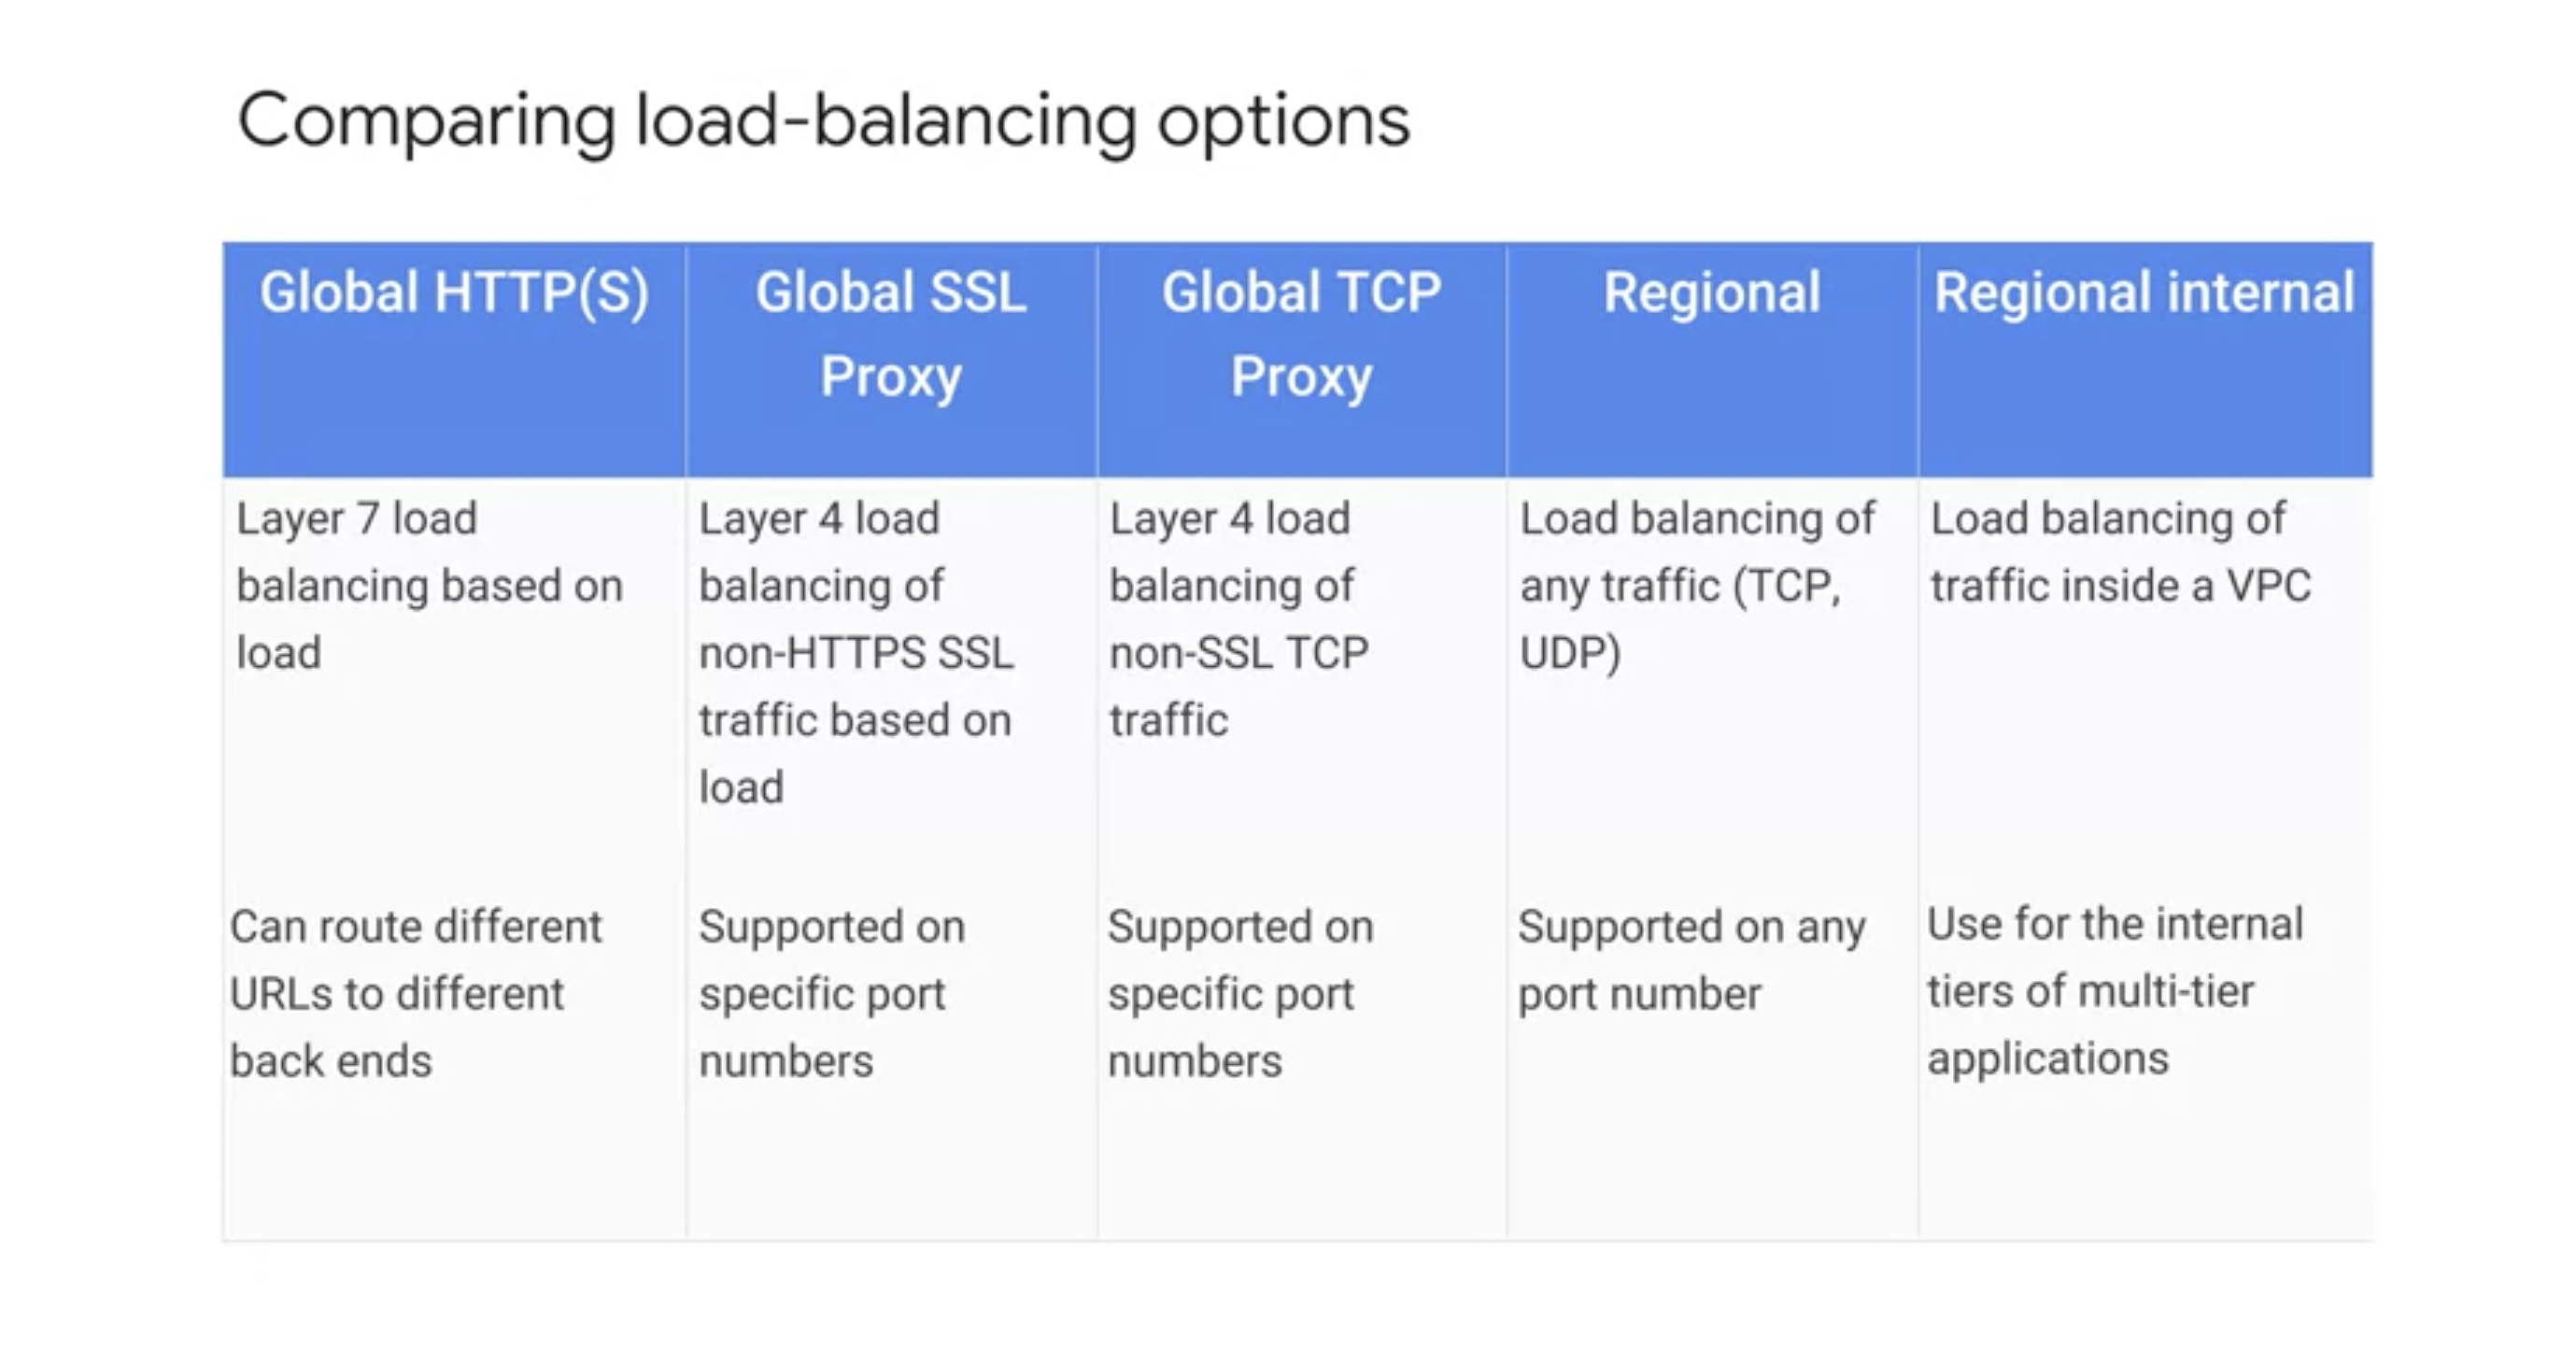 Comparing load-balancing options
Global HTTP(S)
Global SSL
Proxy
Global TCP
Proxy
Regional
Regional internal
Layer 7 load
balancing based on
load
Layer 4 load
balancing of
non-HTTPS SSL
traffic based on
load
Layer 4 load
balancing of
non-SSL TCP
traffic
Load balancing of
any traffic (TCP,
UDP)
Load balancing of
traffic inside a VPC
Can route different
URLs to different
back ends
Supported on
specific port
numbers
Supported on
specific port
numbers
Supported on any
port number
Use for the internal
tiers of multi-tier
applications